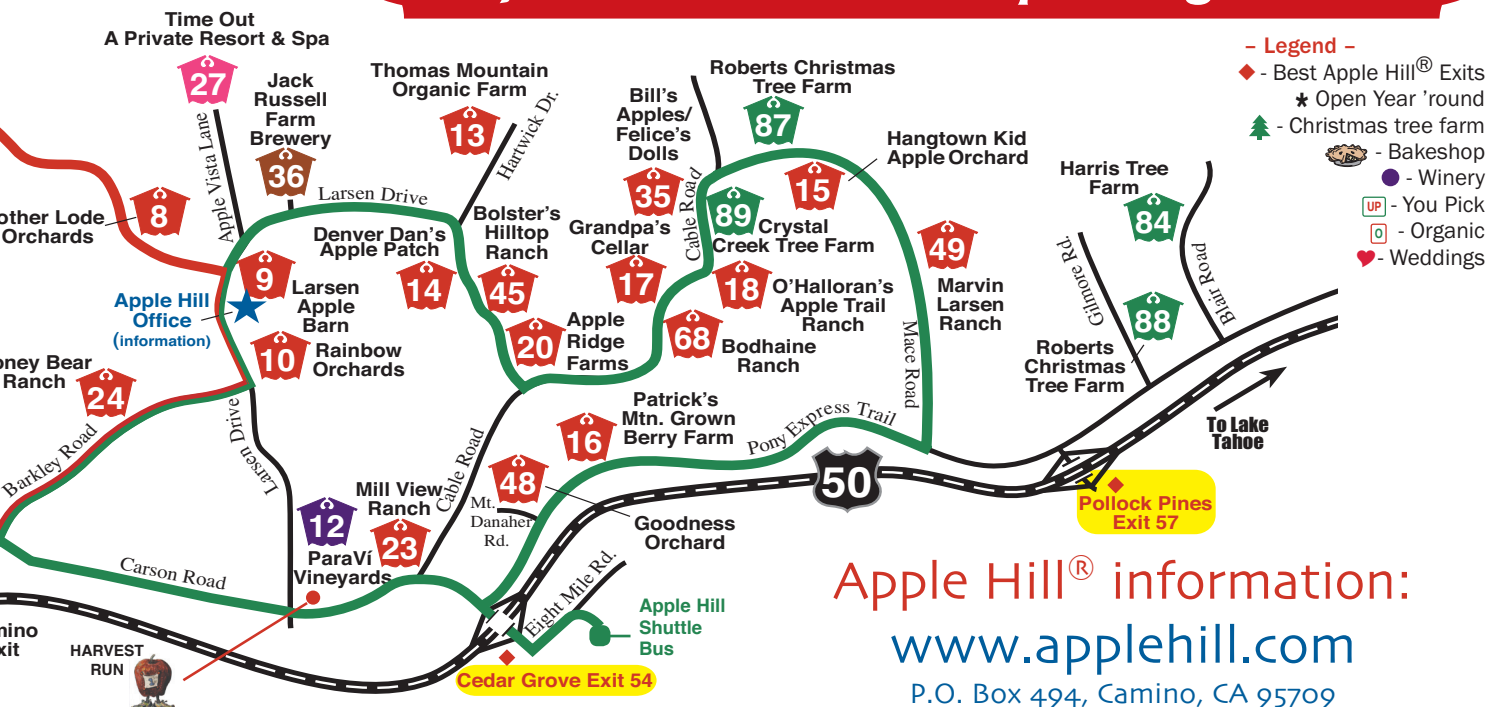 Time Out
A Private Resort & Spa
27
Jack
Russell
Farm
Brewery
36
Thomas Mountain
Organic Farm
13
Hartwick Dr.
Bill's
Apples/
Felice's
Dolls
35
Roberts Christmas
Tree Farm
87
Hangtown Kid
Apple Orchard
15
– Legend –
- Best Apple Hill® Exits
Open Year 'round
- Christmas tree farm
- Bakeshop
- Winery
UP - You Pick
O - Organic
- Weddings
Harris Tree
Farm
84
Apple Vista Lane
Larsen Drive
8
other Lode
Orchards
Denver Dan's
Apple Patch
14
Bolster's
Hilltop
Ranch
45
Grandpa's
Cellar
17
Cable Road
89
Crystal
Creek Tree Farm
49
Marvin
Larsen
Ranch
Gilmore Rd.
Blair Road
88
Roberts
Christmas
Tree Farm
9
Larsen
Apple
Barn
Apple Hill
Office
(information)
10
Rainbow
Orchards
20
Apple
Ridge
Farms
18
O'Halloran's
Apple Trail
Ranch
68
Bodhaine
Ranch
Mace Road
oney Bear
Ranch
24
Barkley Road
Larsen Drive
Patrick's
Mtn. Grown
Berry Farm
16
Pony Express Trail
50
To Lake
Tahoe
Cable Road
48
Mt.
Danaher
Rd.
Goodness
Orchard
Mill View
Ranch
23
12
ParaVí
Vineyards
Pollock Pines
Exit 57
Carson Road
Eight Mile Rd.
Apple Hill
Shuttle
Bus
mino
xit
HARVEST
RUN
Cedar Grove Exit 54
Apple Hill® information:
www.applehill.com
P.O. Box 494, Camino, CA 95709